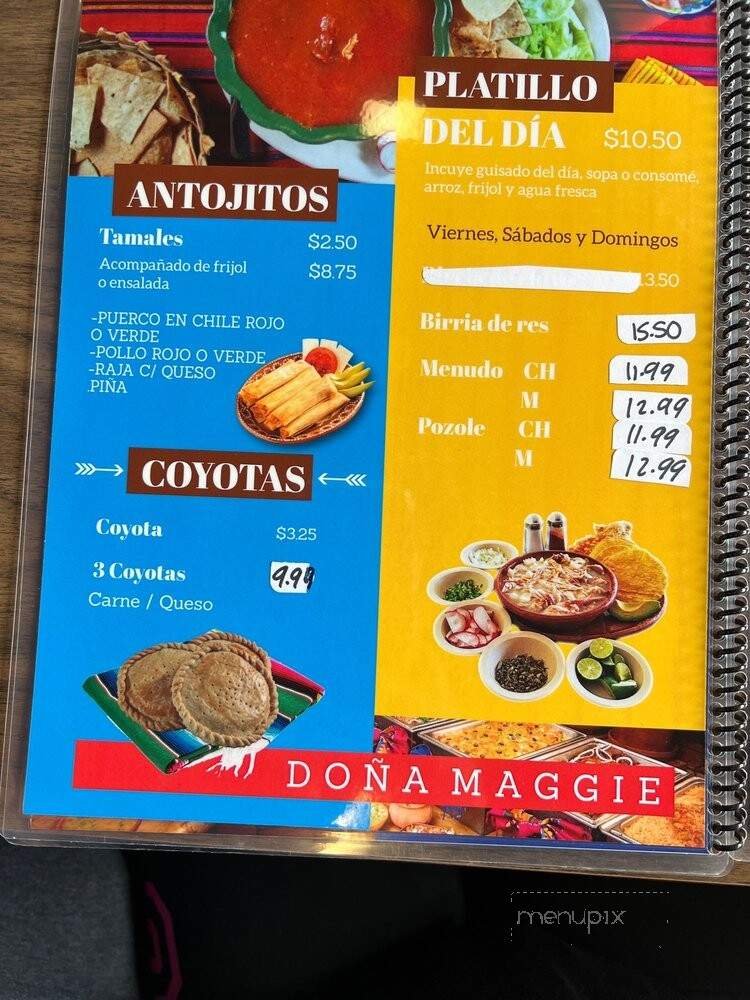 ANTOJITOS
Tamales $2.50
Acompañado de frijol $8.75
o ensalada
-PUERCO EN CHILE ROJO
O VERDE
-POLLO ROJO O VERDE
-RAJA C/ QUESO
.PIÑA
COYOTAS
Coyota $3.25
3 Coyotas 9.99
Carne / Queso
PLATILLO
DEL DÍA $10.50
Incuye guisado del día, sopa o consomé,
arroz, frijol y agua fresca
Viernes, Sábados y Domingos
13.50
Birria de res 15.50
Menudo CH 11.99
M 12.99
Pozole CH 11.99
M 12.99
DOÑA MAGGIE
menupix